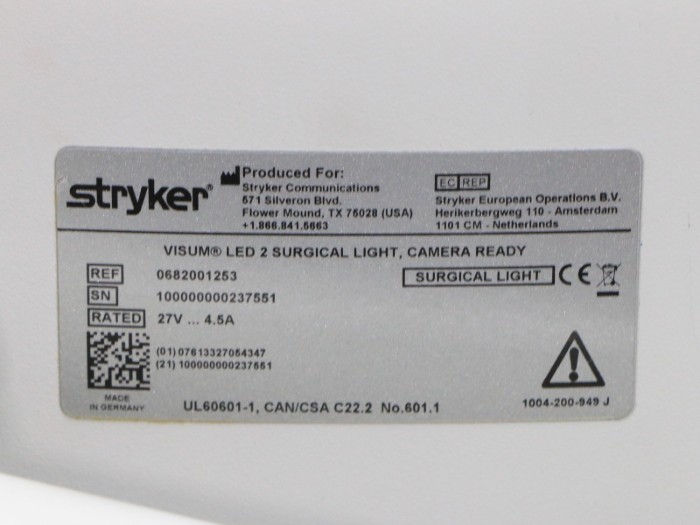 stryker®
Produced For:
Stryker Communications
571 Silveron Blvd.
Flower Mound, TX 75028 (USA)
+1.866.841.5663
EC REP
Stryker European Operations B.V.
Herikerbergweg 110 - Amsterdam
1101 CM - Netherlands
VISUM® LED 2 SURGICAL LIGHT, CAMERA READY
REF 0682001253
SURGICAL LIGHT CE
SN 100000000237551
RATED 27V ... 4.5A
(01) 07613327054347
(21) 100000000237551
MADE
IN GERMANY
UL60601-1, CAN/CSA C22.2 No.601.1
1004-200-949 J